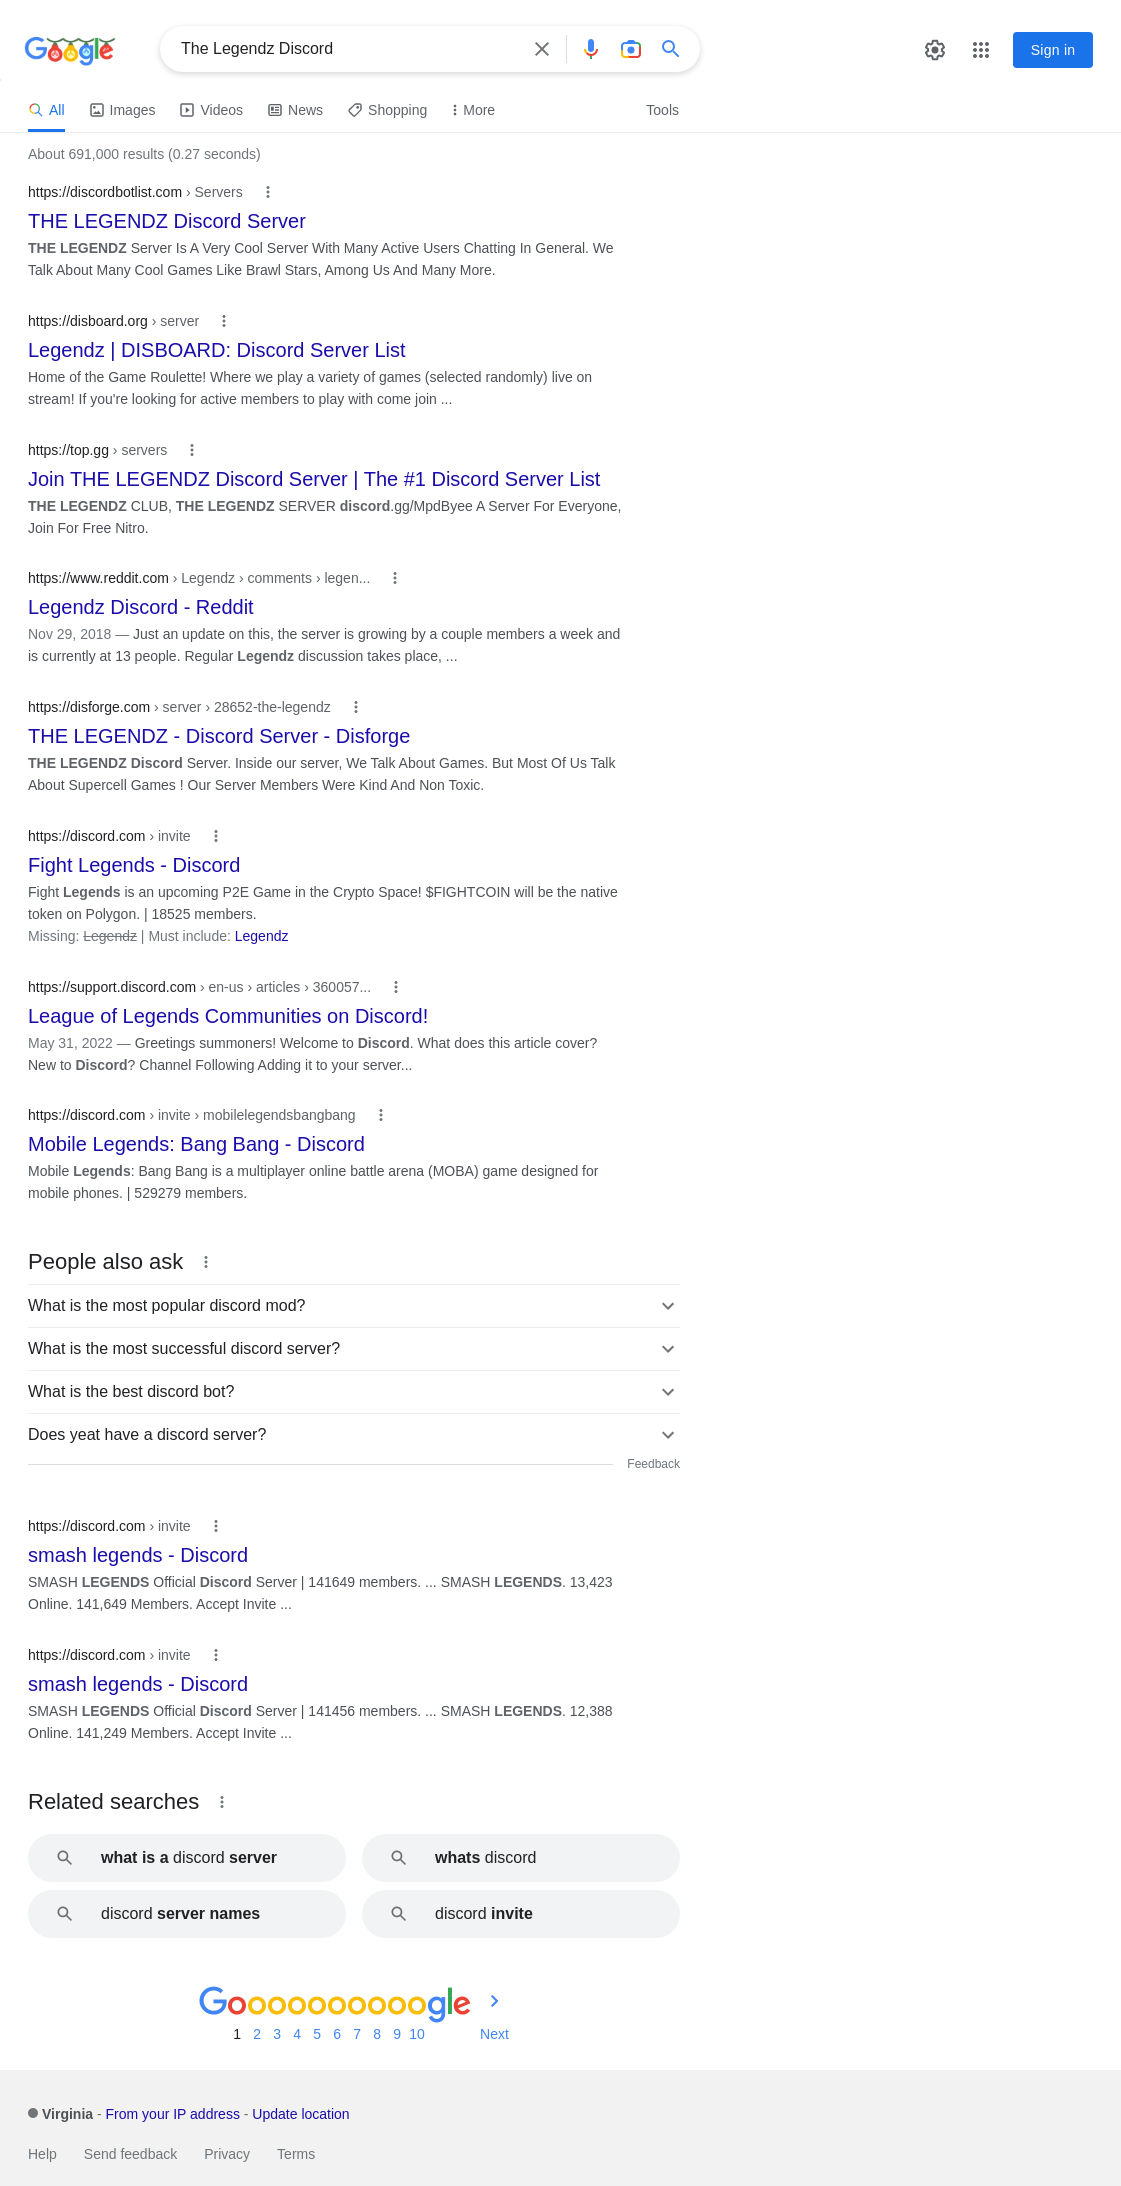 Google
The Legendz Discord
Sign in
All Images Videos News Shopping More Tools
About 691,000 results (0.27 seconds)
https://discordbotlist.com › Servers
THE LEGENDZ Discord Server
THE LEGENDZ Server Is A Very Cool Server With Many Active Users Chatting In General. We
Talk About Many Cool Games Like Brawl Stars, Among Us And Many More.
https://disboard.org › server
Legendz | DISBOARD: Discord Server List
Home of the Game Roulette! Where we play a variety of games (selected randomly) live on
stream! If you're looking for active members to play with come join ...
https://top.gg › servers
Join THE LEGENDZ Discord Server | The #1 Discord Server List
THE LEGENDZ CLUB, THE LEGENDZ SERVER discord.gg/MpdByee A Server For Everyone,
Join For Free Nitro.
https://www.reddit.com › Legendz › comments › legen...
Legendz Discord - Reddit
Nov 29, 2018 — Just an update on this, the server is growing by a couple members a week and
is currently at 13 people. Regular Legendz discussion takes place, ...
https://disforge.com › server › 28652-the-legendz
THE LEGENDZ - Discord Server - Disforge
THE LEGENDZ Discord Server. Inside our server, We Talk About Games. But Most Of Us Talk
About Supercell Games ! Our Server Members Were Kind And Non Toxic.
https://discord.com › invite
Fight Legends - Discord
Fight Legends is an upcoming P2E Game in the Crypto Space! $FIGHTCOIN will be the native
token on Polygon. | 18525 members.
Missing: Legendz | Must include: Legendz
https://support.discord.com › en-us › articles › 360057...
League of Legends Communities on Discord!
May 31, 2022 — Greetings summoners! Welcome to Discord. What does this article cover?
New to Discord? Channel Following Adding it to your server...
https://discord.com › invite › mobilelegendsbangbang
Mobile Legends: Bang Bang - Discord
Mobile Legends: Bang Bang is a multiplayer online battle arena (MOBA) game designed for
mobile phones. | 529279 members.
People also ask
What is the most popular discord mod?
What is the most successful discord server?
What is the best discord bot?
Does yeat have a discord server?
Feedback
https://discord.com › invite
smash legends - Discord
SMASH LEGENDS Official Discord Server | 141649 members. ... SMASH LEGENDS. 13,423
Online. 141,649 Members. Accept Invite ...
https://discord.com › invite
smash legends - Discord
SMASH LEGENDS Official Discord Server | 141456 members. ... SMASH LEGENDS. 12,388
Online. 141,249 Members. Accept Invite ...
Related searches
what is a discord server
whats discord
discord server names
discord invite
Goooooooooogle
1 2 3 4 5 6 7 8 9 10 Next
Virginia - From your IP address - Update location
Help Send feedback Privacy Terms